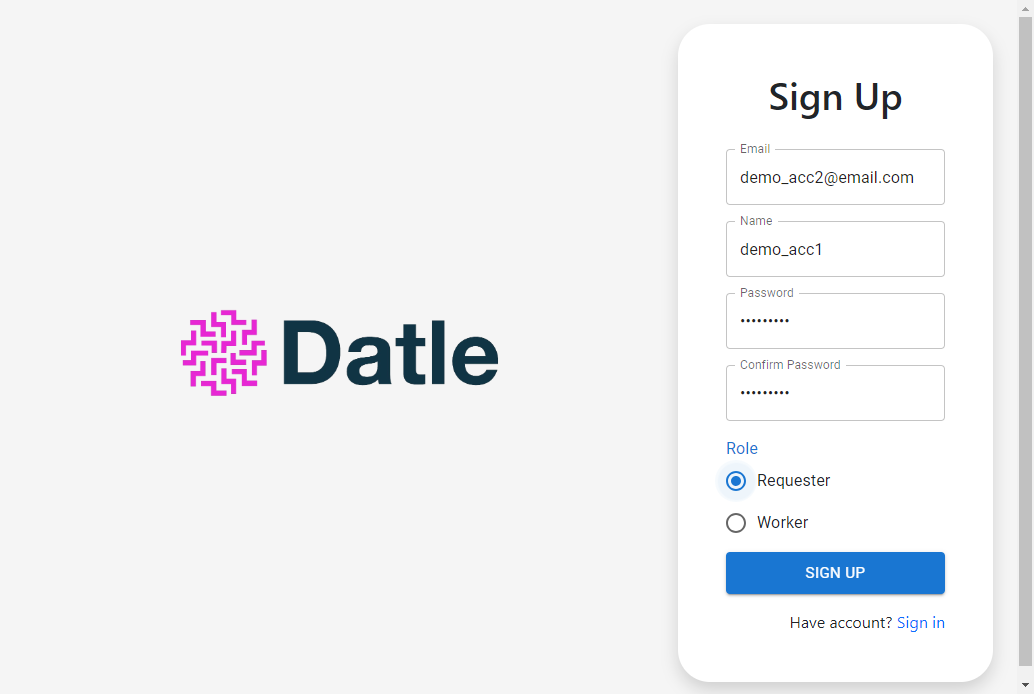 Datle
Sign Up
Email
demo_acc2@email.com
Name
demo_acc1
Password
•••••••••
Confirm Password
•••••••••
Role
Requester
Worker
SIGN UP
Have account? Sign in